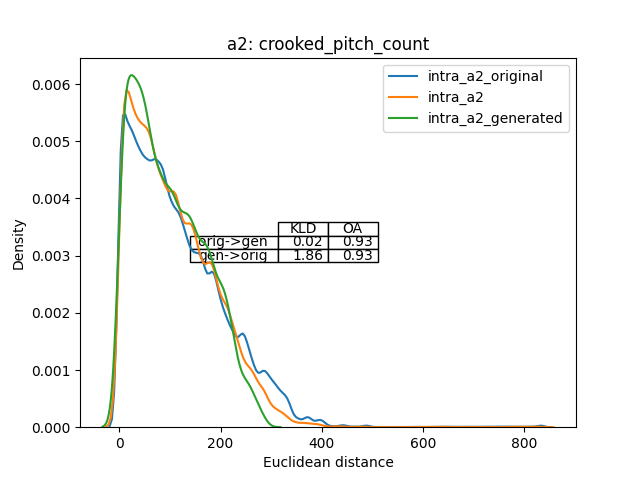 a2: crooked_pitch_count
intra_a2_original
intra_a2
intra_a2_generated
KLD OA
orig->gen 0.02 0.93
gen->orig 1.86 0.93
Density
0.006
0.005
0.004
0.003
0.002
0.001
0.000
0 200 400 600 800
Euclidean distance